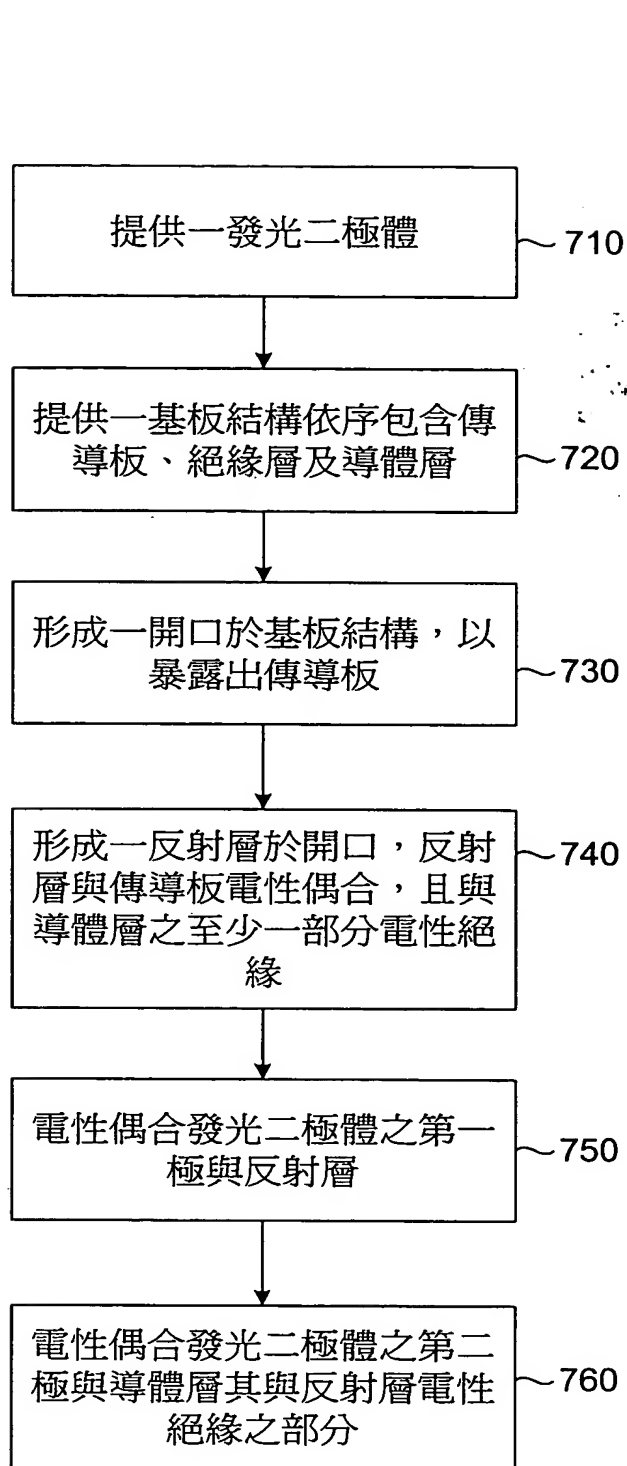 提供一發光二極體
710
提供一基板結構依序包含傳
導板、絕緣層及導體層
720
形成一開口於基板結構，以
暴露出傳導板
730
形成一反射層於開口，反射
層與傳導板電性偶合，且與
導體層之至少一部分電性絕
緣
740
電性偶合發光二極體之第一
極與反射層
750
電性偶合發光二極體之第二
極與導體層其與反射層電性
絕緣之部分
760